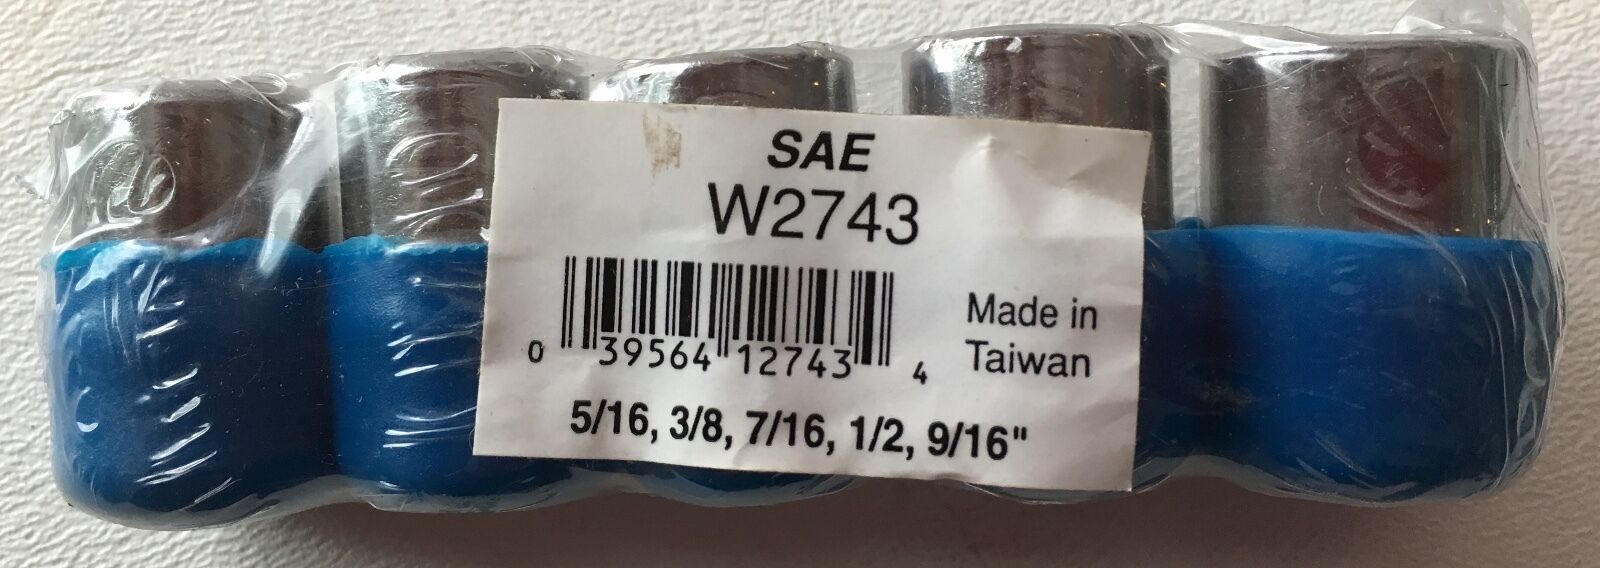 SAE
W2743
0 39564 12743 4
Made in
Taiwan
5/16, 3/8, 7/16, 1/2, 9/16"